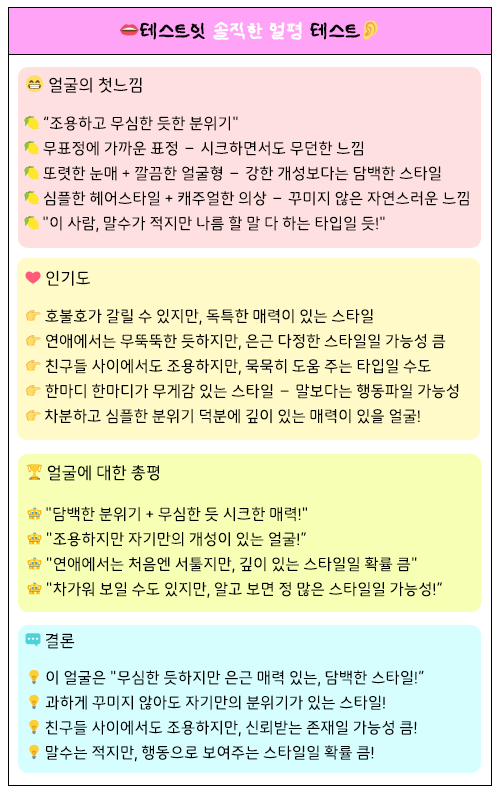 테스트헛 솔직한 얼평 테스트
얼굴의 첫느낌
"조용하고 무심한 듯한 분위기"
무표정에 가까운 표정 – 시크하면서도 무던한 느낌
또렷한 눈매 + 깔끔한 얼굴형 – 강한 개성보다는 담백한 스타일
심플한 헤어스타일 + 캐주얼한 의상 – 꾸미지 않은 자연스러운 느낌
"이 사람, 말수가 적지만 나름 할 말 다 하는 타입일 듯!"
인기도
호불호가 갈릴 수 있지만, 독특한 매력이 있는 스타일
연애에서는 무뚝뚝한 듯하지만, 은근 다정한 스타일일 가능성 큼
친구들 사이에서도 조용하지만, 묵묵히 도움 주는 타입일 수도
한마디 한마디가 무게감 있는 스타일 – 말보다는 행동파일 가능성
차분하고 심플한 분위기 덕분에 깊이 있는 매력이 있을 얼굴!
얼굴에 대한 총평
"담백한 분위기 + 무심한 듯 시크한 매력!"
"조용하지만 자기만의 개성이 있는 얼굴!"
"연애에서는 처음엔 서툴지만, 깊이 있는 스타일일 확률 큼"
"차가워 보일 수도 있지만, 알고 보면 정 많은 스타일일 가능성!"
결론
이 얼굴은 "무심한 듯하지만 은근 매력 있는, 담백한 스타일!"
과하게 꾸미지 않아도 자기만의 분위기가 있는 스타일!
친구들 사이에서도 조용하지만, 신뢰받는 존재일 가능성 큼!
말수는 적지만, 행동으로 보여주는 스타일일 확률 큼!